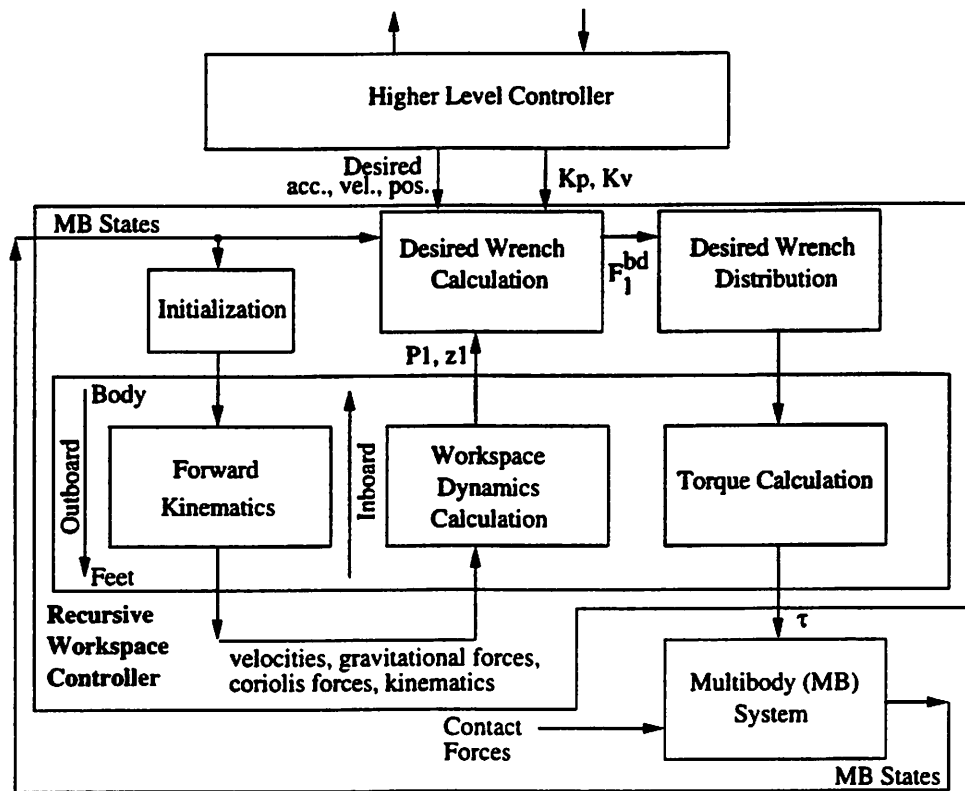 Higher Level Controller
Desired
acc., vel., pos.
Kp, Kv
MB States
Desired Wrench
Calculation
F₁ᵇᵈ
Desired Wrench
Distribution
Initialization
P1, z1
Body
Outboard
Feet
Forward
Kinematics
Inboard
Workspace
Dynamics
Calculation
Torque Calculation
Recursive
Workspace
Controller
velocities, gravitational forces,
coriolis forces, kinematics
τ
Multibody (MB)
System
Contact
Forces
MB States